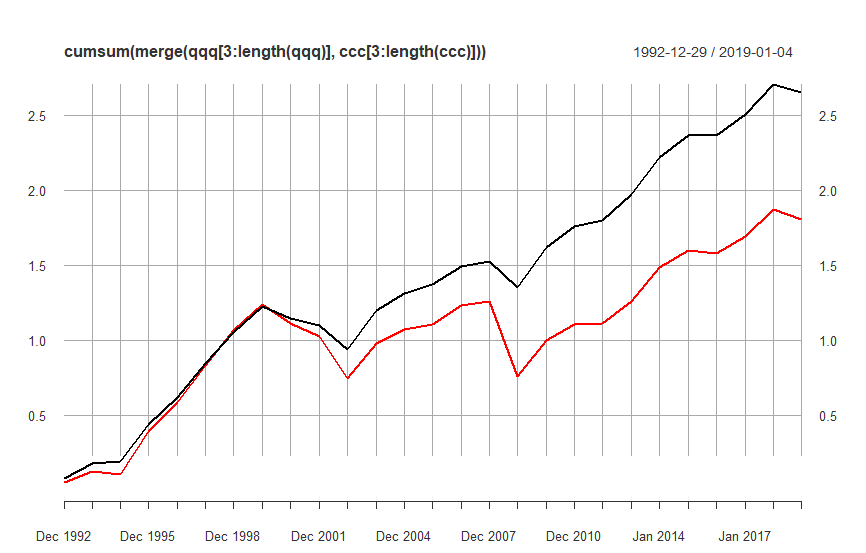 cumsum(merge(qqq[3:length(qqq)], ccc[3:length(ccc)]))
1992-12-29 / 2019-01-04
2.5
2.5
2.0
2.0
1.5
1.5
1.0
1.0
0.5
0.5
Dec 1992
Dec 1995
Dec 1998
Dec 2001
Dec 2004
Dec 2007
Dec 2010
Jan 2014
Jan 2017